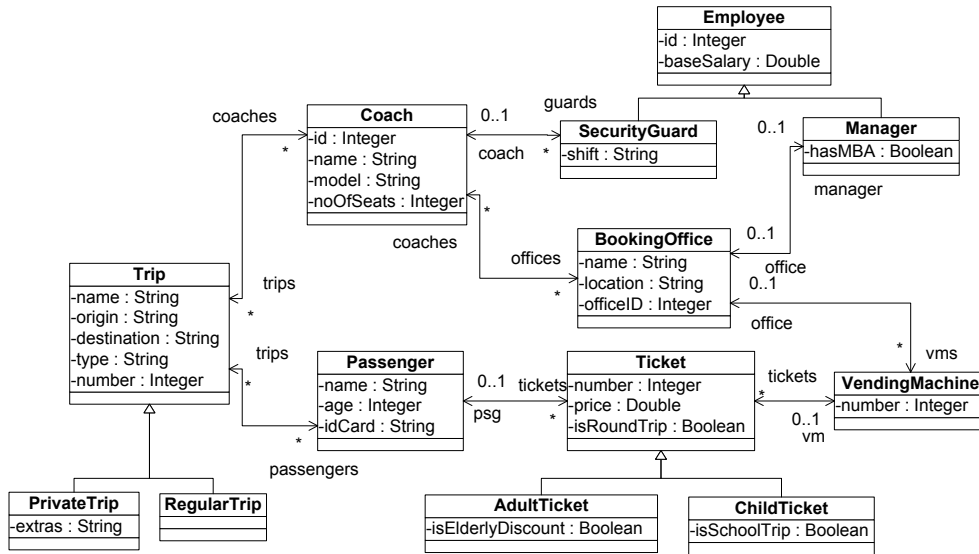 Employee
-id : Integer
-baseSalary : Double
coaches
Coach
-id : Integer
-name : String
-model : String
-noOfSeats : Integer
0..1
guards
coach
*
*
SecurityGuard
-shift : String
0..1
Manager
-hasMBA : Boolean
manager
*
coaches
offices
*
BookingOffice
-name : String
-location : String
-officeID : Integer
0..1
office
0..1
office
*
vms
Trip
-name : String
-origin : String
-destination : String
-type : String
-number : Integer
trips
*
trips
*
Passenger
-name : String
-age : Integer
-idCard : String
*
passengers
0..1
psg
tickets
*
Ticket
-number : Integer
-price : Double
-isRoundTrip : Boolean
tickets
*
0..1
vm
VendingMachine
-number : Integer
PrivateTrip
-extras : String
RegularTrip
AdultTicket
-isElderlyDiscount : Boolean
ChildTicket
-isSchoolTrip : Boolean